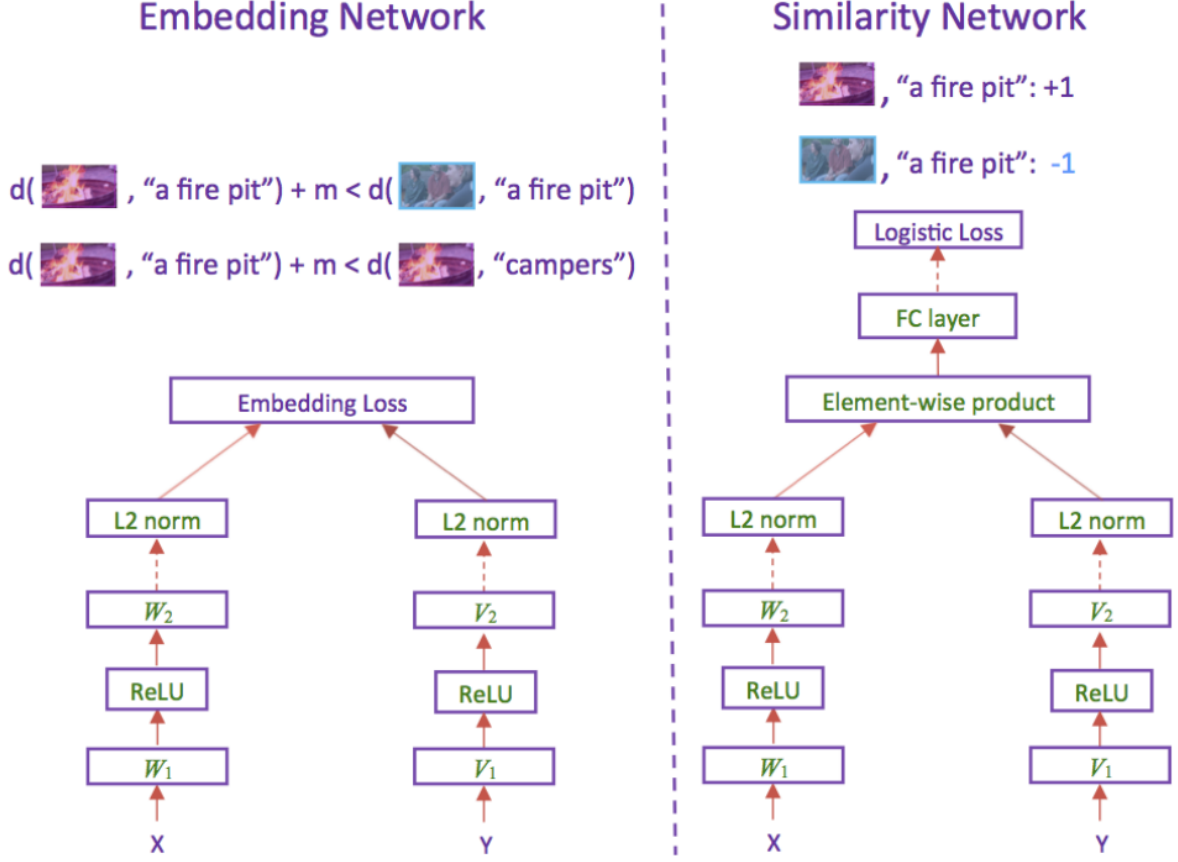 Embedding Network
d( , “a fire pit”) + m < d( , “a fire pit”)
d( , “a fire pit”) + m < d( , “campers”)
Embedding Loss
L2 norm
L2 norm
W₂
V₂
ReLU
ReLU
W₁
V₁
X
Y
Similarity Network
, “a fire pit”: +1
, “a fire pit”: -1
Logistic Loss
FC layer
Element-wise product
L2 norm
L2 norm
W₂
V₂
ReLU
ReLU
W₁
V₁
X
Y